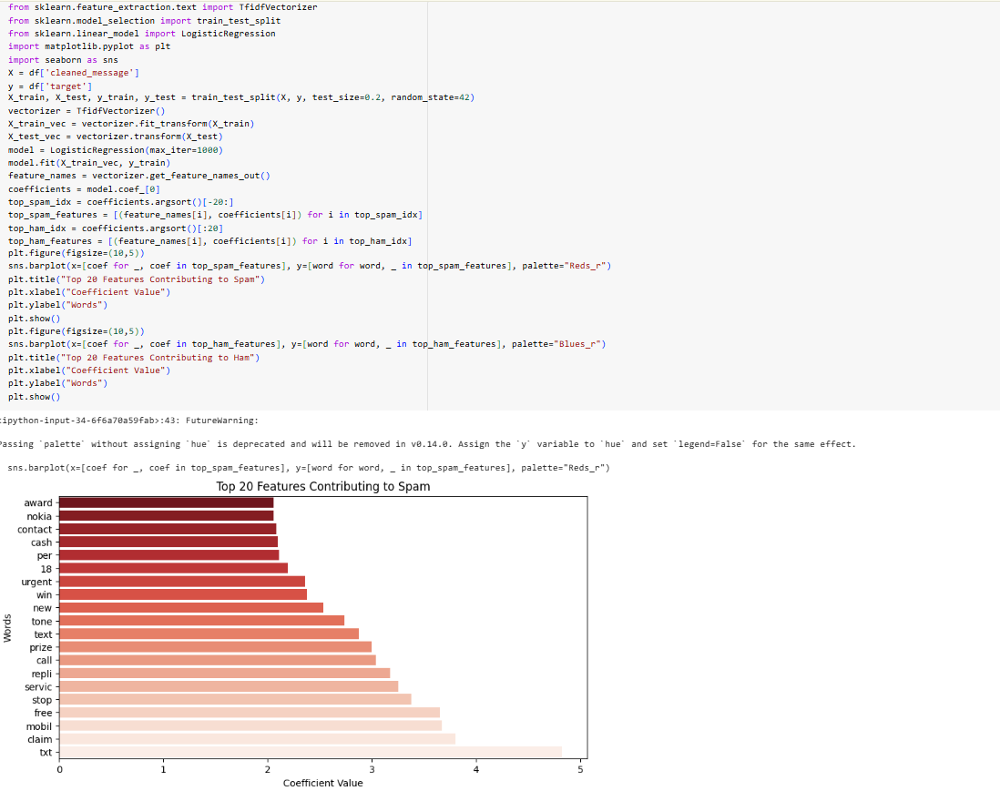 from sklearn.feature_extraction.text import TfidfVectorizer
from sklearn.model_selection import train_test_split
from sklearn.linear_model import LogisticRegression
import matplotlib.pyplot as plt
import seaborn as sns
X = df['cleaned_message']
y = df['target']
X_train, X_test, y_train, y_test = train_test_split(X, y, test_size=0.2, random_state=42)
vectorizer = TfidfVectorizer()
X_train_vec = vectorizer.fit_transform(X_train)
X_test_vec = vectorizer.transform(X_test)
model = LogisticRegression(max_iter=1000)
model.fit(X_train_vec, y_train)
feature_names = vectorizer.get_feature_names_out()
coefficients = model.coef_[0]
top_spam_idx = coefficients.argsort()[-20:]
top_spam_features = [(feature_names[i], coefficients[i]) for i in top_spam_idx]
top_ham_idx = coefficients.argsort()[:20]
top_ham_features = [(feature_names[i], coefficients[i]) for i in top_ham_idx]
plt.figure(figsize=(10,5))
sns.barplot(x=[coef for _, coef in top_spam_features], y=[word for word, _ in top_spam_features], palette="Reds_r")
plt.title("Top 20 Features Contributing to Spam")
plt.xlabel("Coefficient Value")
plt.ylabel("Words")
plt.show()
plt.figure(figsize=(10,5))
sns.barplot(x=[coef for _, coef in top_ham_features], y=[word for word, _ in top_ham_features], palette="Blues_r")
plt.title("Top 20 Features Contributing to Ham")
plt.xlabel("Coefficient Value")
plt.ylabel("Words")
plt.show()
ipython-input-34-6f6a70a59fab>:43: FutureWarning:
Passing `palette` without assigning `hue` is deprecated and will be removed in v0.14.0. Assign the `y` variable to `hue` and set `legend=False` for the same effect.
sns.barplot(x=[coef for _, coef in top_spam_features], y=[word for word, _ in top_spam_features], palette="Reds_r")
Top 20 Features Contributing to Spam
award
nokia
contact
cash
per
18
urgent
win
new
tone
text
prize
call
repli
servic
stop
free
mobil
claim
txt
Words
0 1 2 3 4 5
Coefficient Value